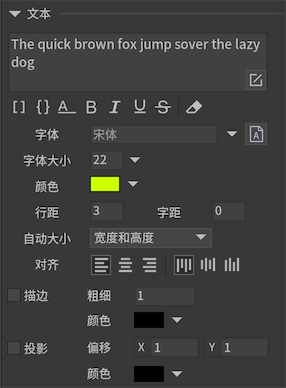 文本
The quick brown fox jump sover the lazy
dog
[] {} A B I U S
字体 宋体 A
字体大小 22
颜色
行距 3 字距 0
自动大小 宽度和高度
对齐
描边 粗细 1
颜色
投影 偏移 X 1 Y 1
颜色